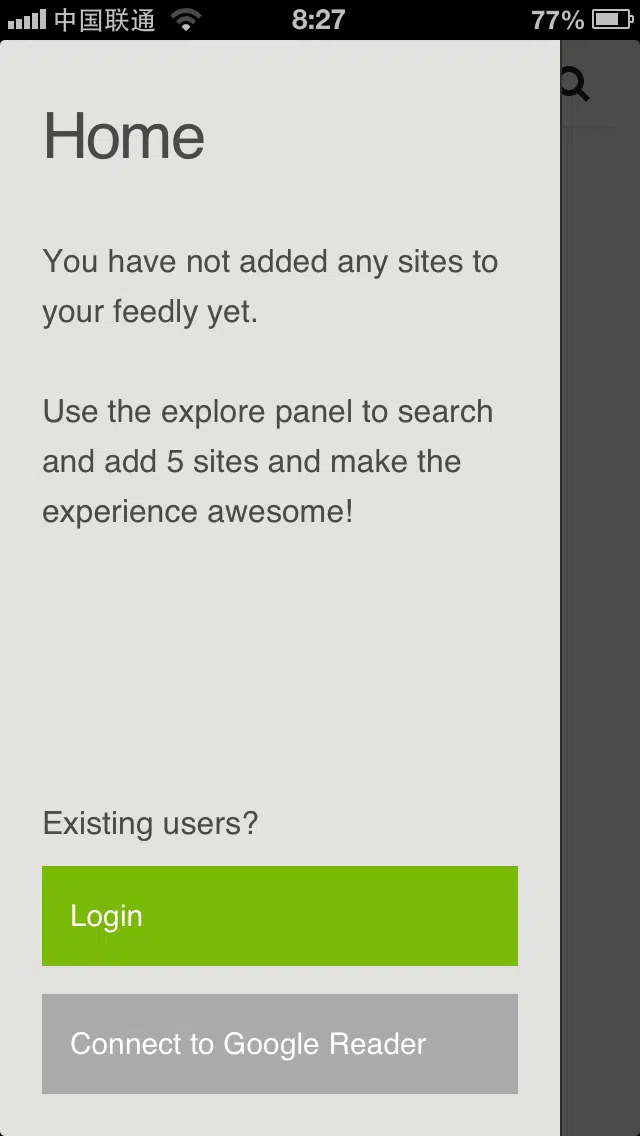 中国联通 8:27 77%
Home
You have not added any sites to
your feedly yet.
Use the explore panel to search
and add 5 sites and make the
experience awesome!
Existing users?
Login
Connect to Google Reader